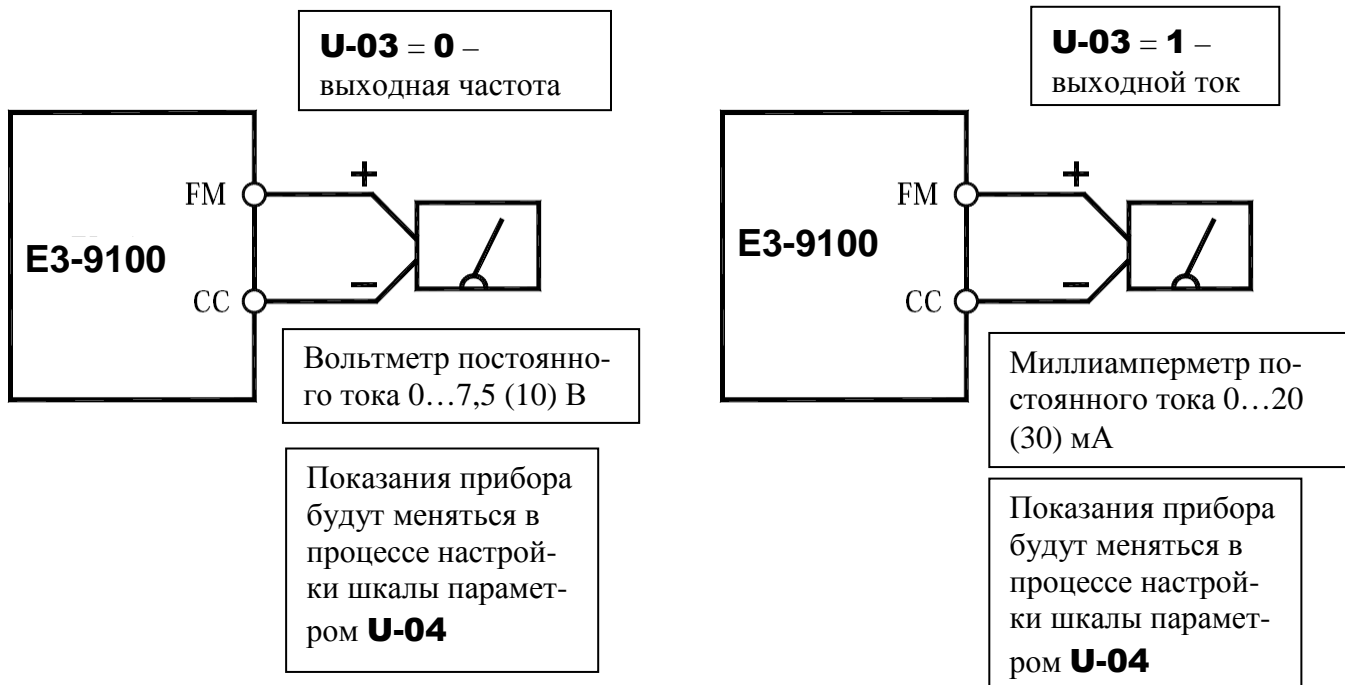 U-03 = 0 –
выходная частота
FM
+
E3-9100
CC
–
Вольтметр постоянно-
го тока 0…7,5 (10) В
Показания прибора
будут меняться в
процессе настрой-
ки шкалы парамет-
ром U-04
U-03 = 1 –
выходной ток
FM
+
E3-9100
CC
–
Миллиамперметр по-
стоянного тока 0…20
(30) мА
Показания прибора
будут меняться в
процессе настрой-
ки шкалы парамет-
ром U-04